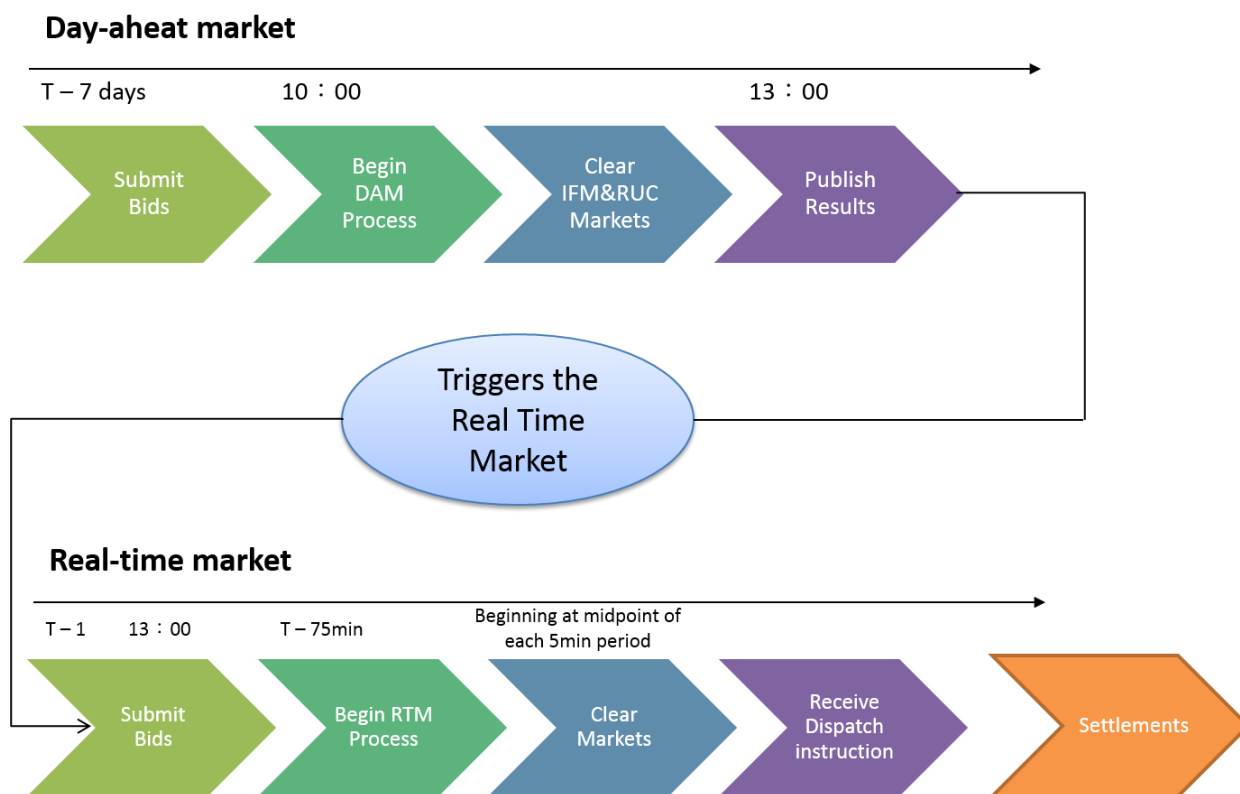 Day-aheat market
T – 7 days
10：00
13：00
Submit
Bids
Begin
DAM
Process
Clear
IFM&RUC
Markets
Publish
Results
Triggers the
Real Time
Market
Real-time market
T – 1
13：00
T – 75min
Beginning at midpoint of
each 5min period
Submit
Bids
Begin RTM
Process
Clear
Markets
Receive
Dispatch
instruction
Settlements